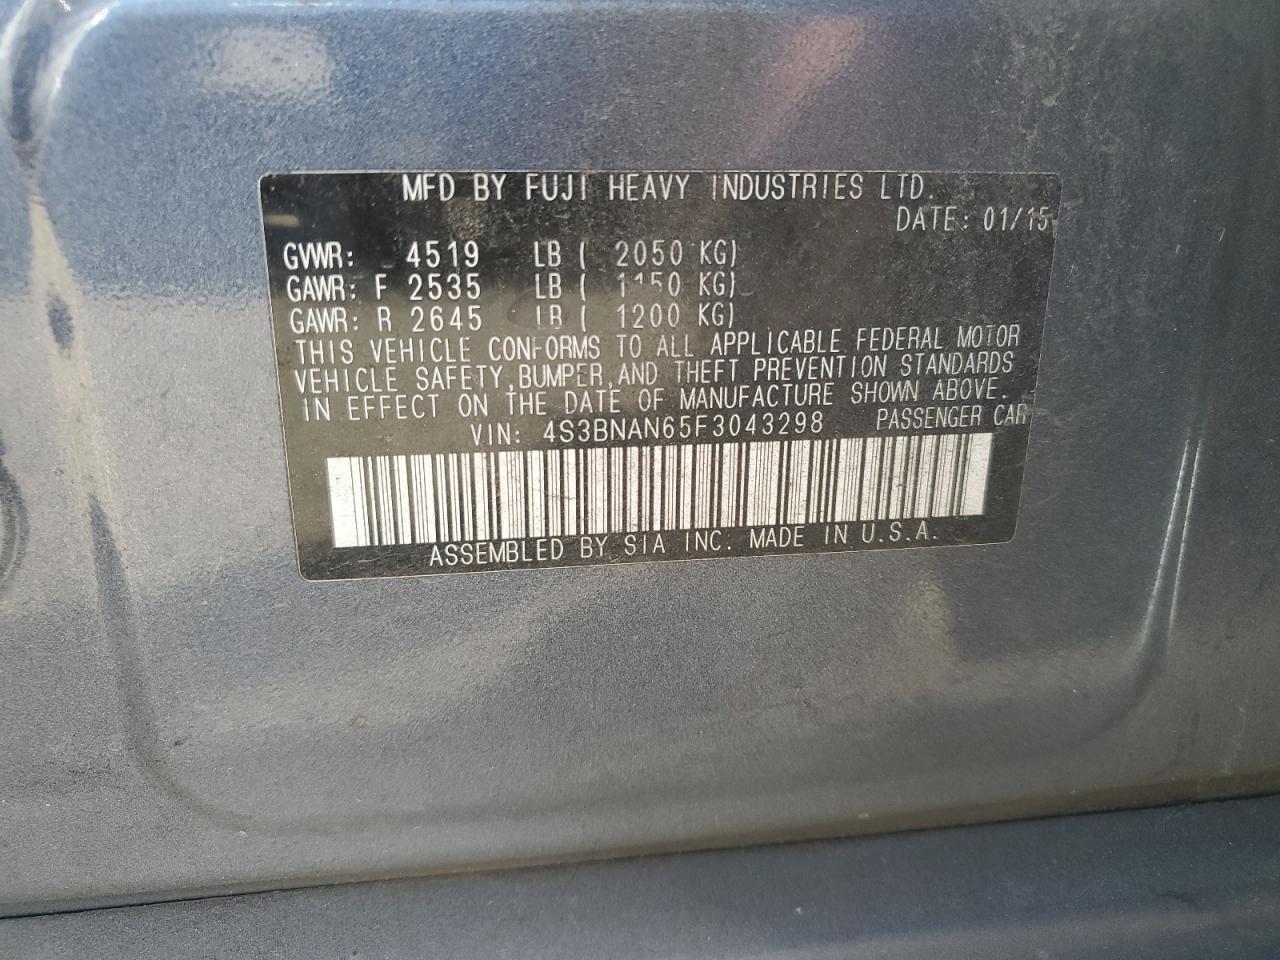 MFD BY FUJI HEAVY INDUSTRIES LTD.
DATE: 01/15
GVWR: 4519 LB ( 2050 KG)
GAWR: F 2535 LB ( 1150 KG)
GAWR: R 2645 LB ( 1200 KG)
THIS VEHICLE CONFORMS TO ALL APPLICABLE FEDERAL MOTOR
VEHICLE SAFETY,BUMPER,AND THEFT PREVENTION STANDARDS
IN EFFECT ON THE DATE OF MANUFACTURE SHOWN ABOVE.
VIN: 4S3BNAN65F3043298 PASSENGER CAR
ASSEMBLED BY SIA INC. MADE IN U.S.A.